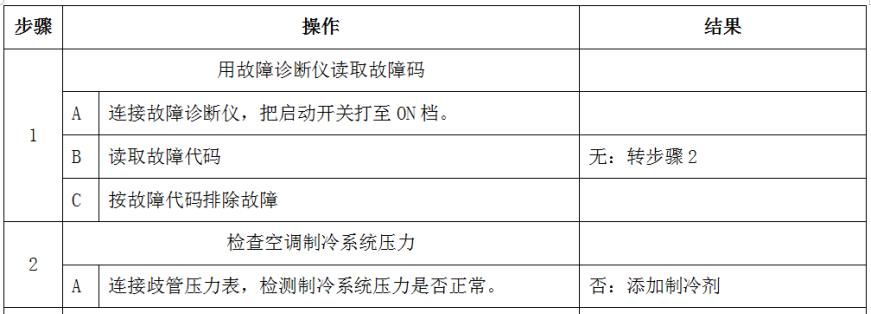 步骤 操作 结果
用故障诊断仪读取故障码
1
A 连接故障诊断仪，把启动开关打至 ON 档。
B 读取故障代码 无：转步骤 2
C 按故障代码排除故障
检查空调制冷系统压力
2
A 连接歧管压力表，检测制冷系统压力是否正常。 否：添加制冷剂